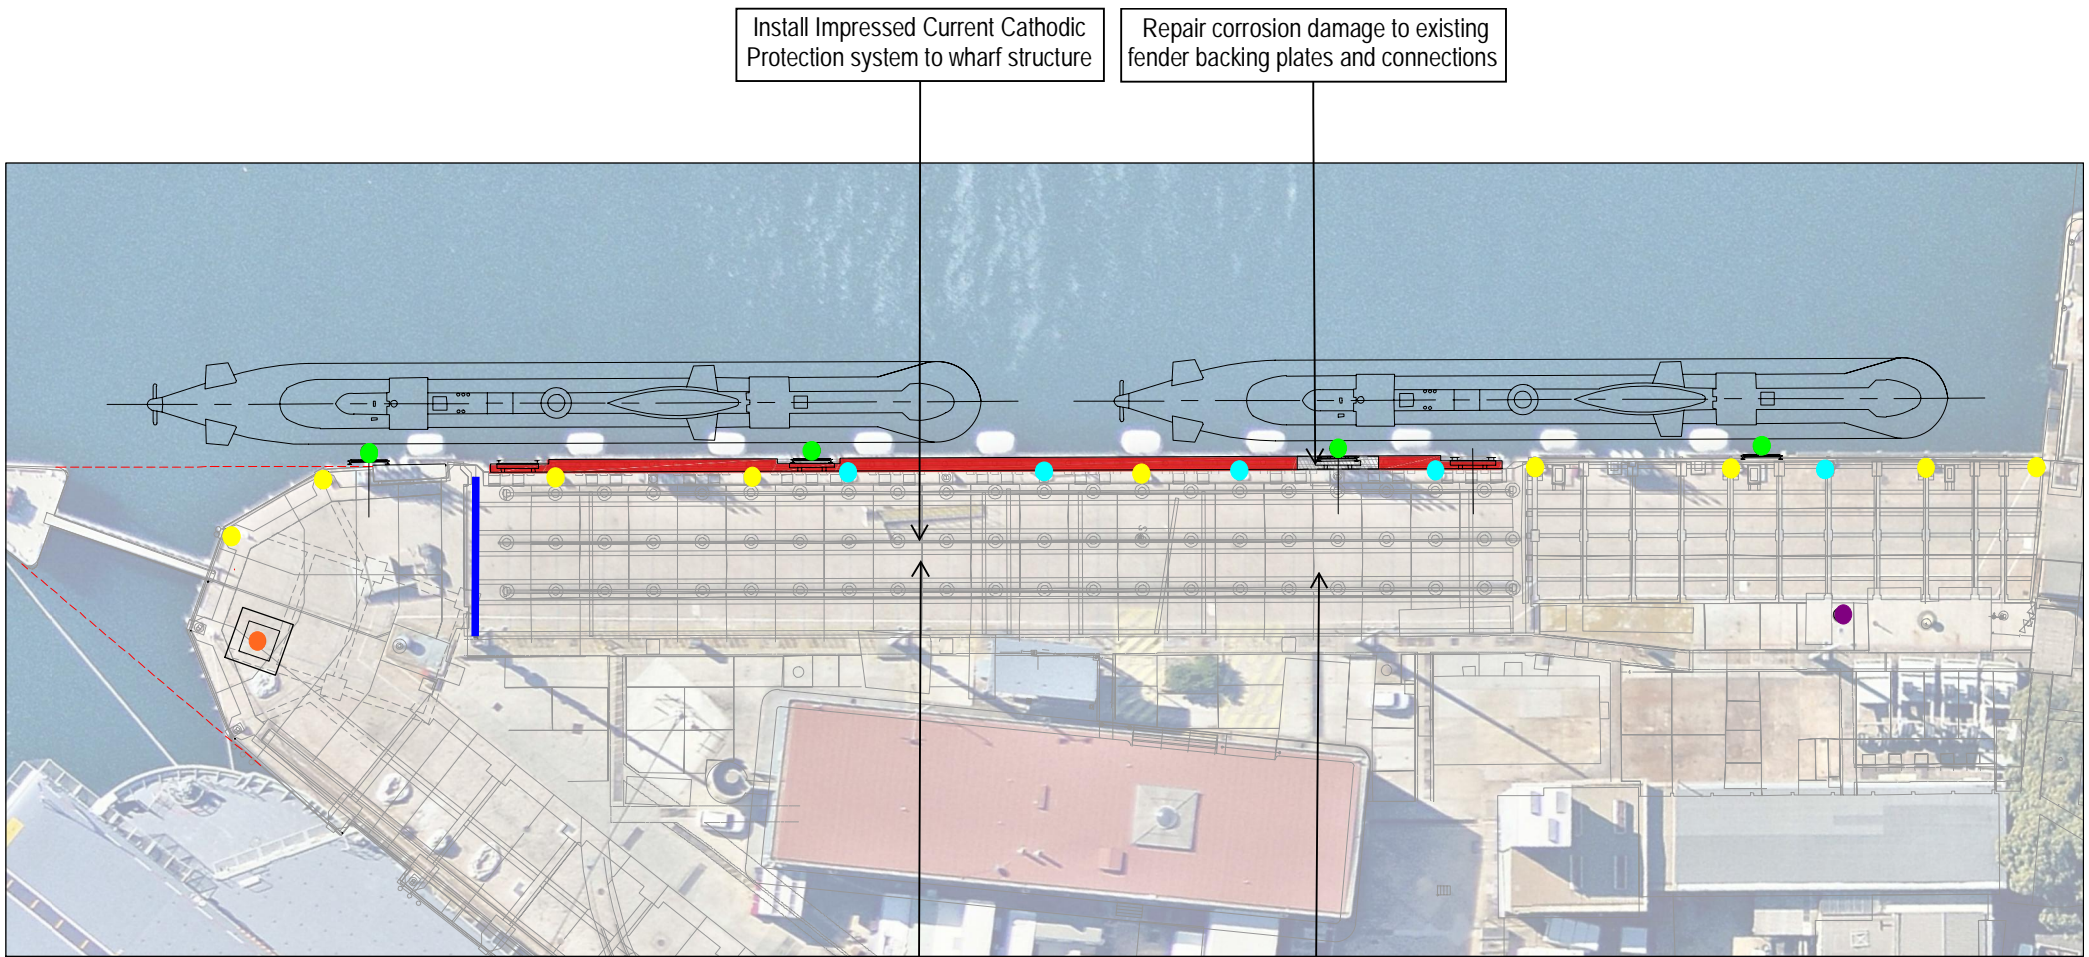 Install Impressed Current Cathodic
Protection system to wharf structure
Repair corrosion damage to existing
fender backing plates and connections